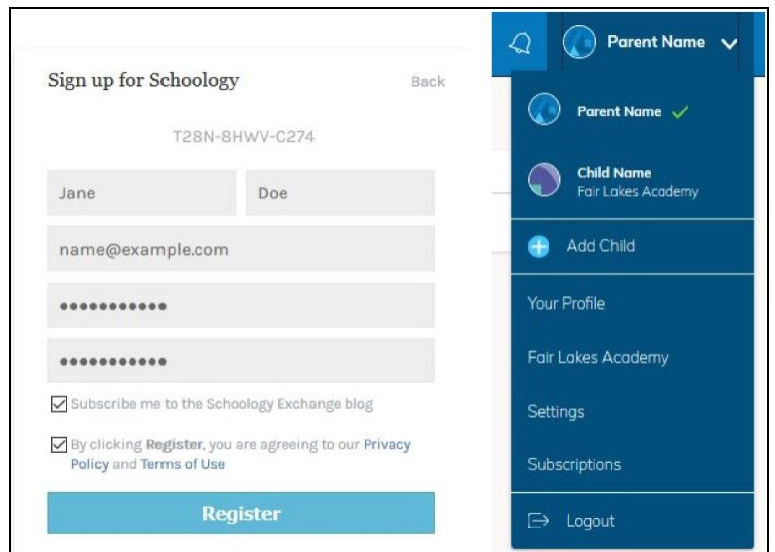 Sign up for Schoology
Back
T28N-8HWV-C274
Jane
Doe
name@example.com
Subscribe me to the Schoology Exchange blog
By clicking Register, you are agreeing to our Privacy
Policy and Terms of Use
Register
Parent Name
Parent Name
Child Name
Fair Lakes Academy
Add Child
Your Profile
Fair Lakes Academy
Settings
Subscriptions
Logout